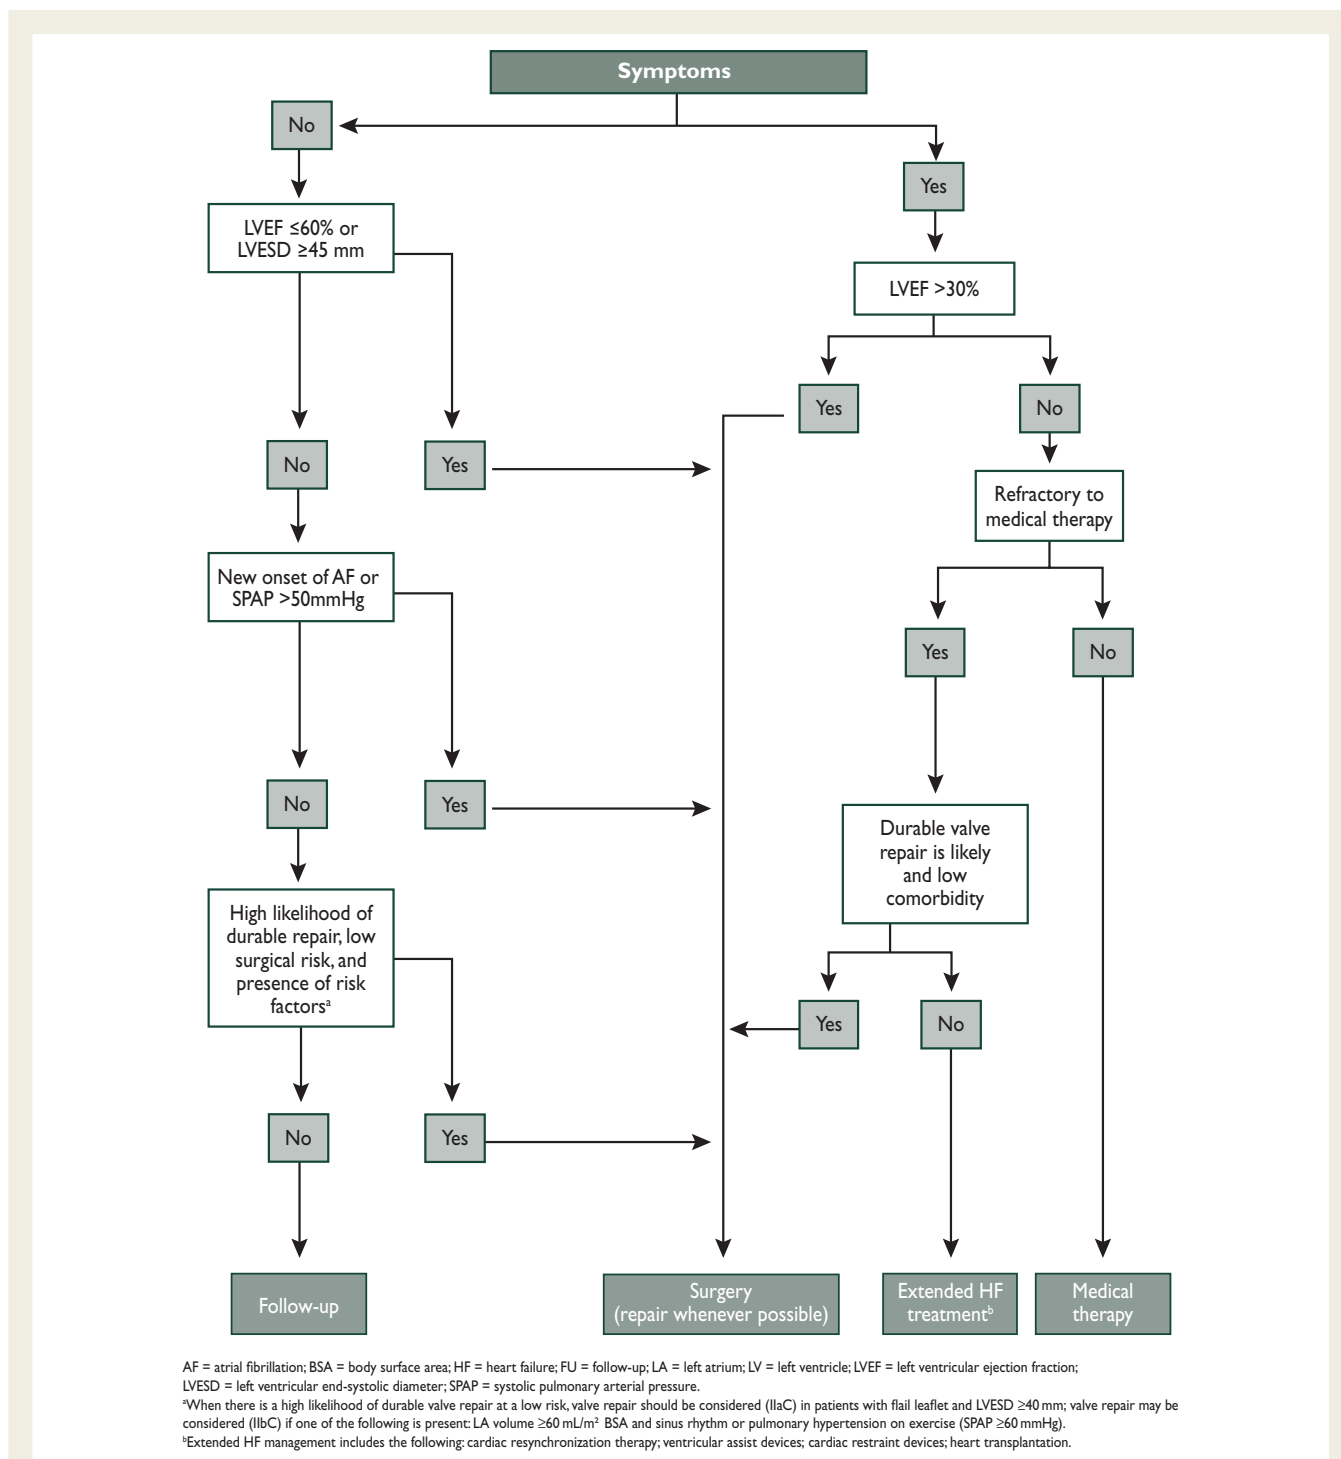 Symptoms
No
Yes
LVEF ≤60% or
LVESD ≥45 mm
LVEF >30%
Yes
No
No
Yes
Refractory to
medical therapy
New onset of AF or
SPAP >50mmHg
Yes
No
No
Yes
Durable valve
repair is likely
and low
comorbidity
High likelihood of
durable repair, low
surgical risk, and
presence of risk
factorsᵃ
Yes
No
No
Yes
Follow-up
Surgery
(repair whenever possible)
Extended HF
treatmentᵇ
Medical
therapy
AF = atrial fibrillation; BSA = body surface area; HF = heart failure; FU = follow-up; LA = left atrium; LV = left ventricle; LVEF = left ventricular ejection fraction;
LVESD = left ventricular end-systolic diameter; SPAP = systolic pulmonary arterial pressure.
ᵃWhen there is a high likelihood of durable valve repair at a low risk, valve repair should be considered (IIaC) in patients with flail leaflet and LVESD ≥40 mm; valve repair may be
considered (IIbC) if one of the following is present: LA volume ≥60 mL/m² BSA and sinus rhythm or pulmonary hypertension on exercise (SPAP ≥60 mmHg).
ᵇExtended HF management includes the following: cardiac resynchronization therapy; ventricular assist devices; cardiac restraint devices; heart transplantation.